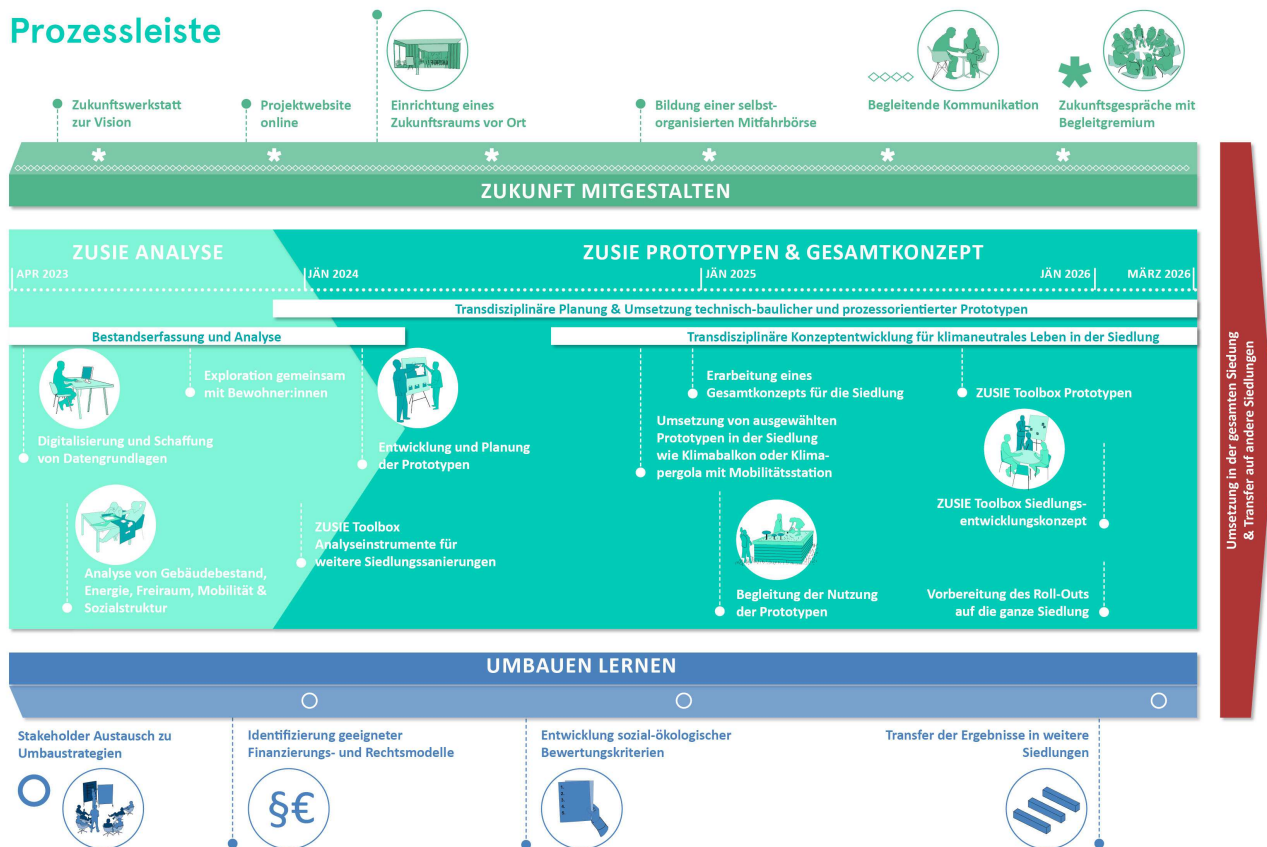 Prozessleiste
Zukunftswerkstatt
zur Vision
Projektwebsite
online
Einrichtung eines
Zukunftsraums vor Ort
Bildung einer selbst-
organisierten Mitfahrbörse
Begleitende Kommunikation
Zukunftsgespräche mit
Begleitgremium
ZUKUNFT MITGESTALTEN
ZUSIE ANALYSE
ZUSIE PROTOTYPEN & GESAMTKONZEPT
APR 2023
JÄN 2024
JÄN 2025
JÄN 2026
MÄRZ 2026
Transdisziplinäre Planung & Umsetzung technisch-baulicher und prozessorientierter Prototypen
Bestandserfassung und Analyse
Transdisziplinäre Konzeptentwicklung für klimaneutrales Leben in der Siedlung
Exploration gemeinsam
mit Bewohner:innen
Digitalisierung und Schaffung
von Datengrundlagen
Entwicklung und Planung
der Prototypen
Analyse von Gebäudebestand,
Energie, Freiraum, Mobilität &
Sozialstruktur
ZUSIE Toolbox
Analyseinstrumente für
weitere Siedlungssanierungen
Erarbeitung eines
Gesamtkonzepts für die Siedlung
Umsetzung von ausgewählten
Prototypen in der Siedlung
wie Klimabalkon oder Klima-
pergola mit Mobilitätsstation
Begleitung der Nutzung
der Prototypen
ZUSIE Toolbox Prototypen
ZUSIE Toolbox Siedlungs-
entwicklungskonzept
Vorbereitung des Roll-Outs
auf die ganze Siedlung
Umsetzung in der gesamten Siedlung
& Transfer auf andere Siedlungen
UMBAUEN LERNEN
Stakeholder Austausch zu
Umbaustrategien
Identifizierung geeigneter
Finanzierungs- und Rechtsmodelle
§€
Entwicklung sozial-ökologischer
Bewertungskriterien
1.
2.
3.
4.
5.
Transfer der Ergebnisse in weitere
Siedlungen